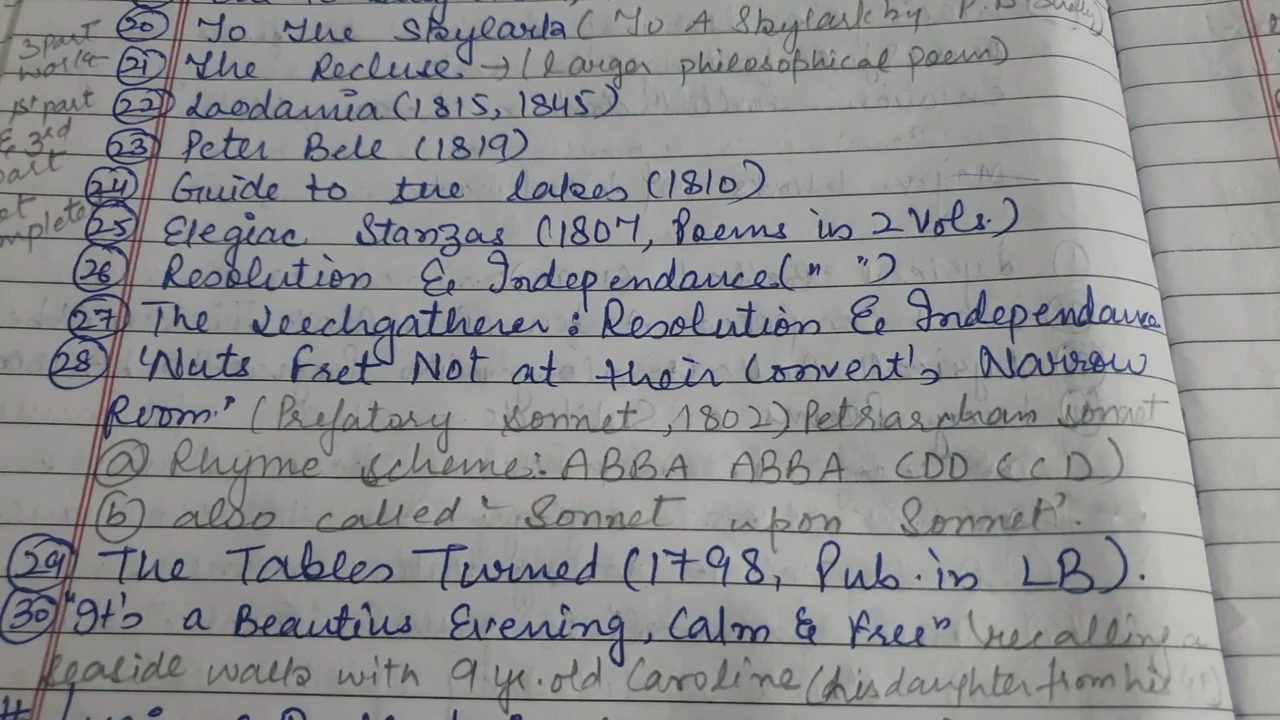 3 part (20) To The Skylark (To A Skylark by P. B Shelly)
work (21) The Recluse. → (larger philosophical poem)
1st part (22) Laodamia (1815, 1845)
& 3rd (23) Peter Bell (1819)
part (24) Guide to the lakes (1810)
(25) Elegiac Stanzas (1807, Poems in 2 Vols.)
(26) Resolution & Independance (" ")
(27) The Leechgatherer : Resolution & Independance
(28) 'Nuts Fret Not at their Convert's Narrow
Room." (Prefatory Sonnet, 1802) Petrarchan Sonnet
(a) Rhyme scheme: ABBA ABBA CDD CCD)
(b) also called - Sonnet upon Sonnet'.
(29) The Tables Turned (1798, Pub. in LB).
(30) "It's a Beautius Evening, Calm & Free" (recalling a
seaside walk with 9 yr. old Caroline (his daughter from his